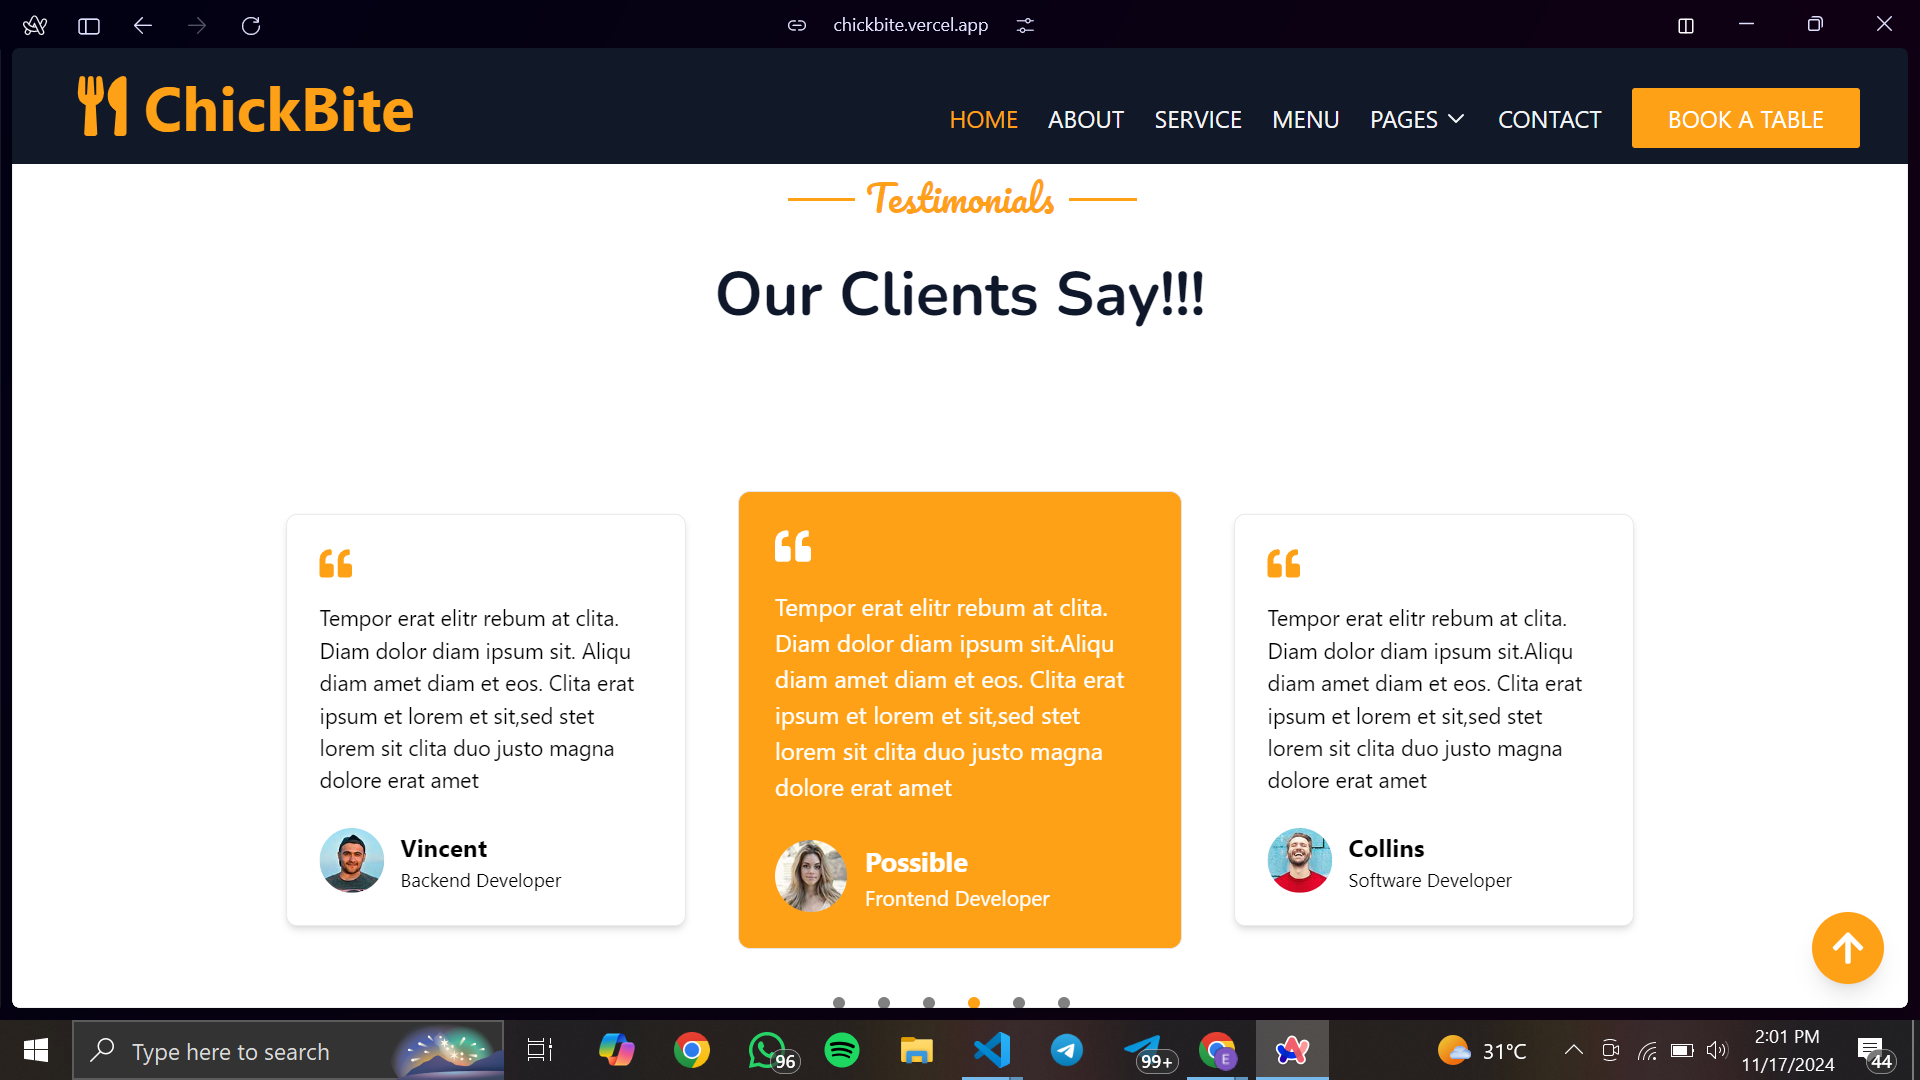 chickbite.vercel.app
ChickBite
HOME ABOUT SERVICE MENU PAGES CONTACT BOOK A TABLE
Testimonials
Our Clients Say!!!
Tempor erat elitr rebum at clita.
Diam dolor diam ipsum sit. Aliqu
diam amet diam et eos. Clita erat
ipsum et lorem et sit,sed stet
lorem sit clita duo justo magna
dolore erat amet
Vincent
Backend Developer
Tempor erat elitr rebum at clita.
Diam dolor diam ipsum sit.Aliqu
diam amet diam et eos. Clita erat
ipsum et lorem et sit,sed stet
lorem sit clita duo justo magna
dolore erat amet
Possible
Frontend Developer
Tempor erat elitr rebum at clita.
Diam dolor diam ipsum sit.Aliqu
diam amet diam et eos. Clita erat
ipsum et lorem et sit,sed stet
lorem sit clita duo justo magna
dolore erat amet
Collins
Software Developer
Type here to search
96
99+
E
31°C
2:01 PM
11/17/2024
44